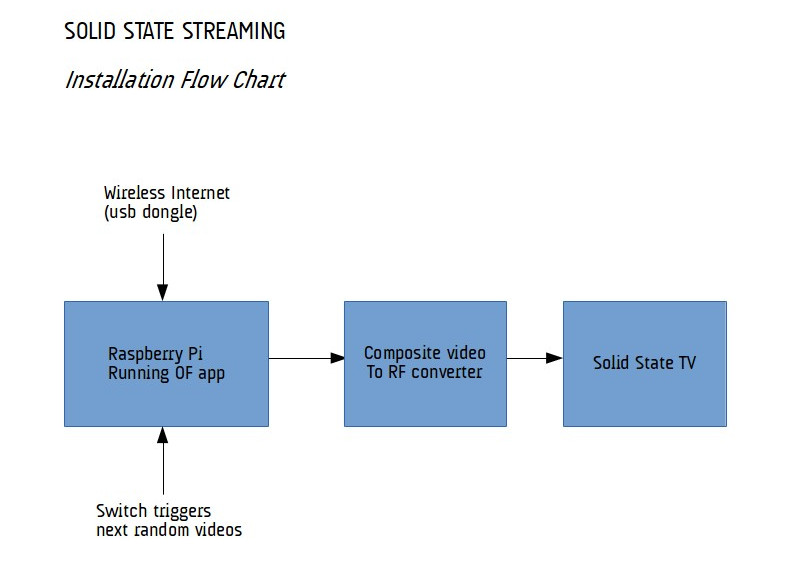 SOLID STATE STREAMING
Installation Flow Chart
Wireless Internet
(usb dongle)
Raspberry Pi
Running OF app
Composite video
To RF converter
Solid State TV
Switch triggers
next random videos